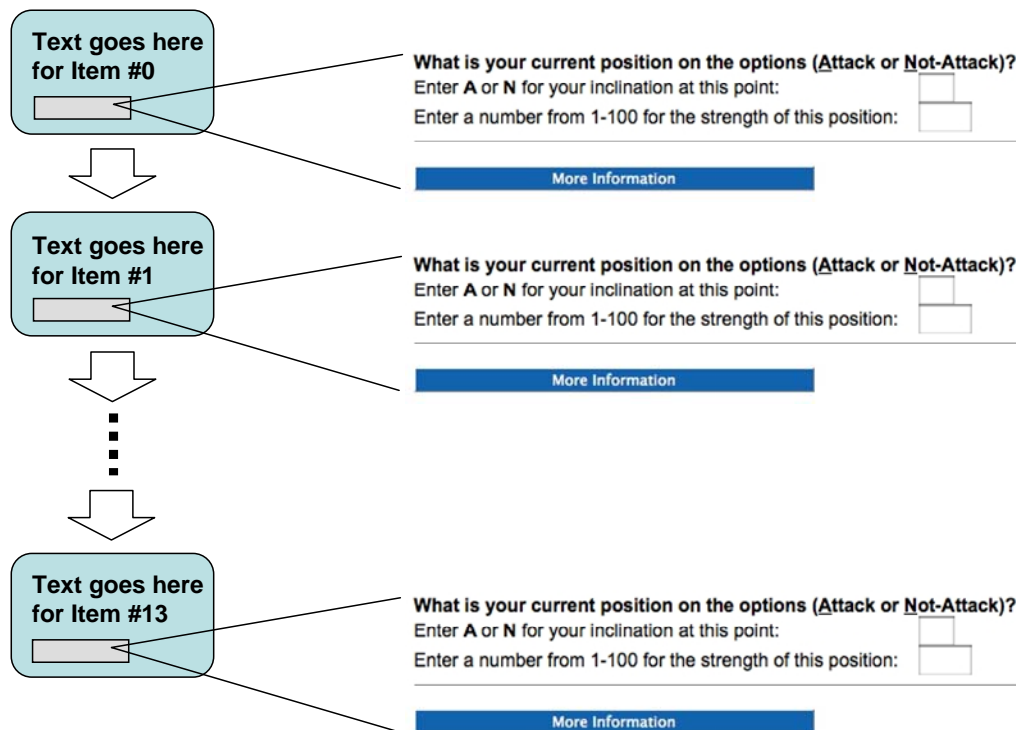 Text goes here
for Item #0
What is your current position on the options (Attack or Not-Attack)?
Enter A or N for your inclination at this point:
Enter a number from 1-100 for the strength of this position:
More Information
Text goes here
for Item #1
What is your current position on the options (Attack or Not-Attack)?
Enter A or N for your inclination at this point:
Enter a number from 1-100 for the strength of this position:
More Information
Text goes here
for Item #13
What is your current position on the options (Attack or Not-Attack)?
Enter A or N for your inclination at this point:
Enter a number from 1-100 for the strength of this position:
More Information